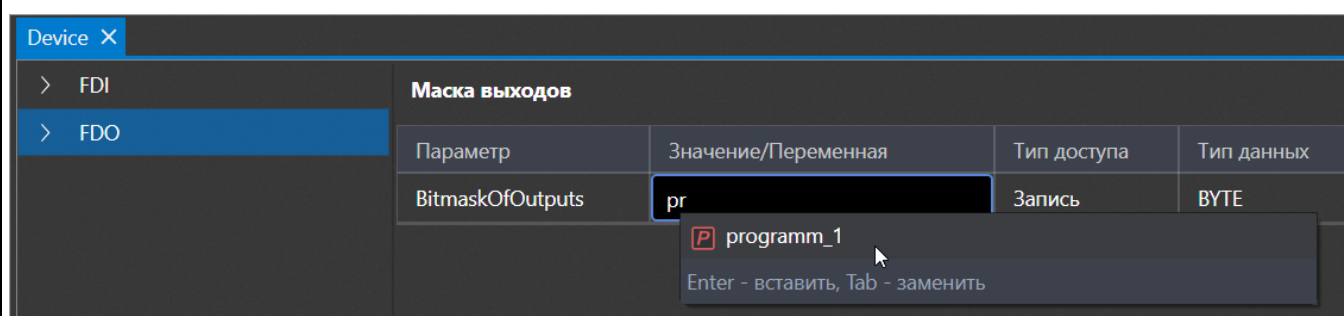 Device
FDI
Маска выходов
FDO
Параметр Значение/Переменная Тип доступа Тип данных
BitmaskOfOutputs pr Запись BYTE
P programm_1
Enter - вставить, Tab - заменить